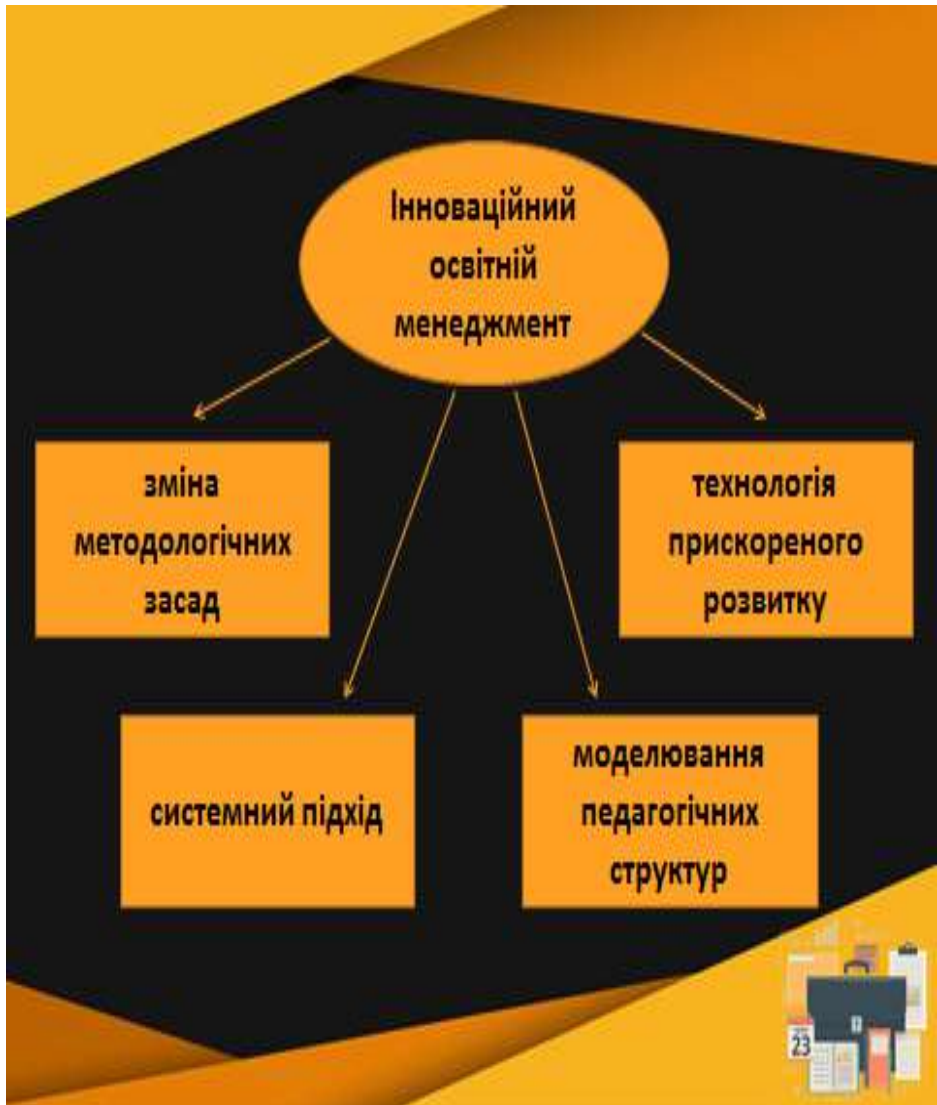 Інноваційний
освітній
менеджмент
зміна
методологічних
засад
технологія
прискореного
розвитку
системний підхід
моделювання
педагогічних
структур
23